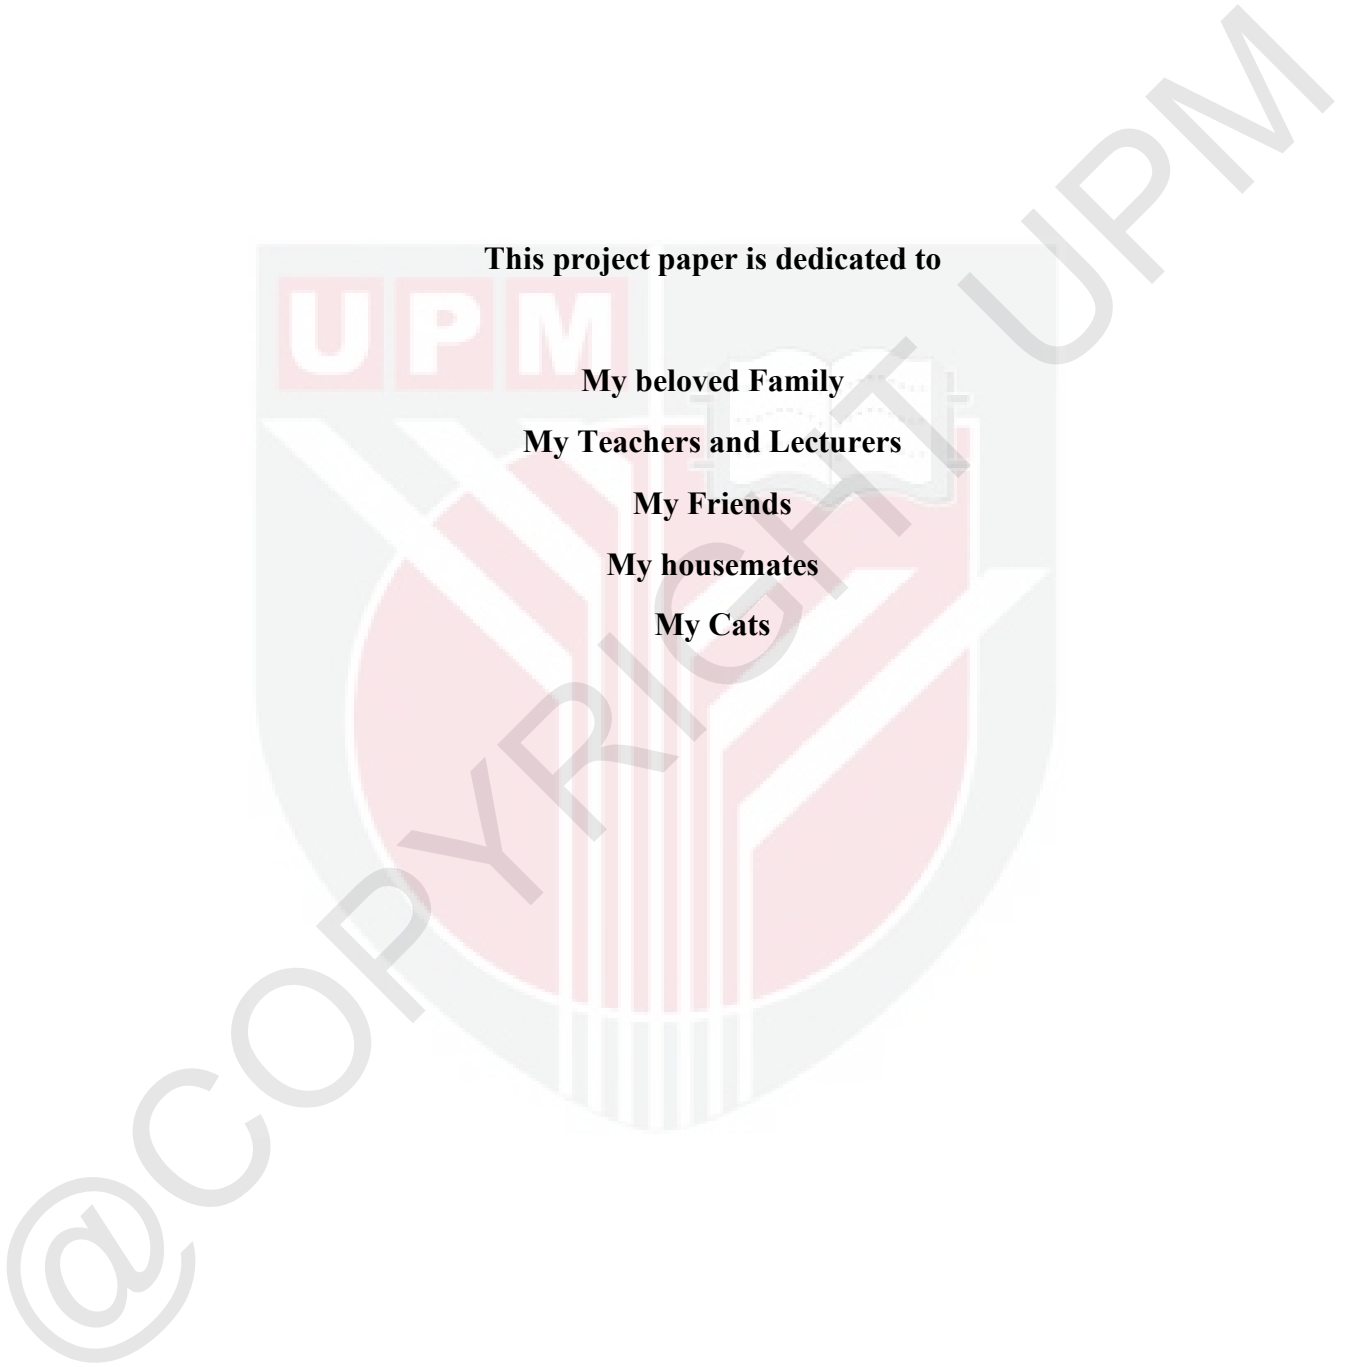 This project paper is dedicated to
UPM
My beloved Family
My Teachers and Lecturers
My Friends
My housemates
My Cats
@COPYRIGHT UPM